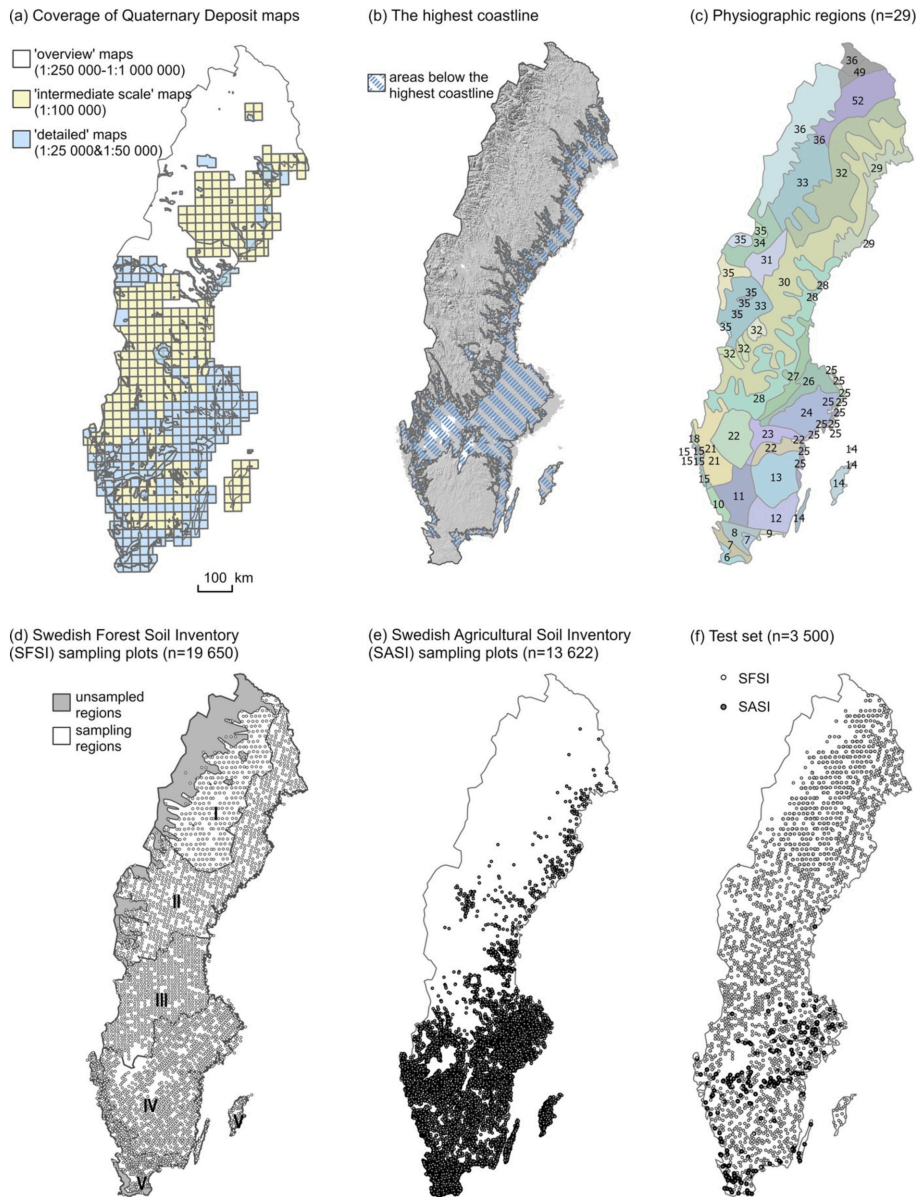 (a) Coverage of Quaternary Deposit maps
'overview' maps
(1:250 000-1:1 000 000)
'intermediate scale' maps
(1:100 000)
'detailed' maps
(1:25 000&1:50 000)
100 km
(b) The highest coastline
areas below the
highest coastline
(c) Physiographic regions (n=29)
36
49
52
36
36
32
29
33
35
34
35
29
31
35
30
28
35
28
35
33
35
35
32
32
32
27
26
25
25
28
25
25
25
24
25
25
25
25
25
18
22
23
22
25
15
21
15
15
21
25
14
15
13
14
14
11
10
12
14
9
8
7
7
6
(d) Swedish Forest Soil Inventory
(SFSI) sampling plots (n=19 650)
unsampled
regions
sampling
regions
I
II
III
IV
V
V
(e) Swedish Agricultural Soil Inventory
(SASI) sampling plots (n=13 622)
(f) Test set (n=3 500)
SFSI
SASI